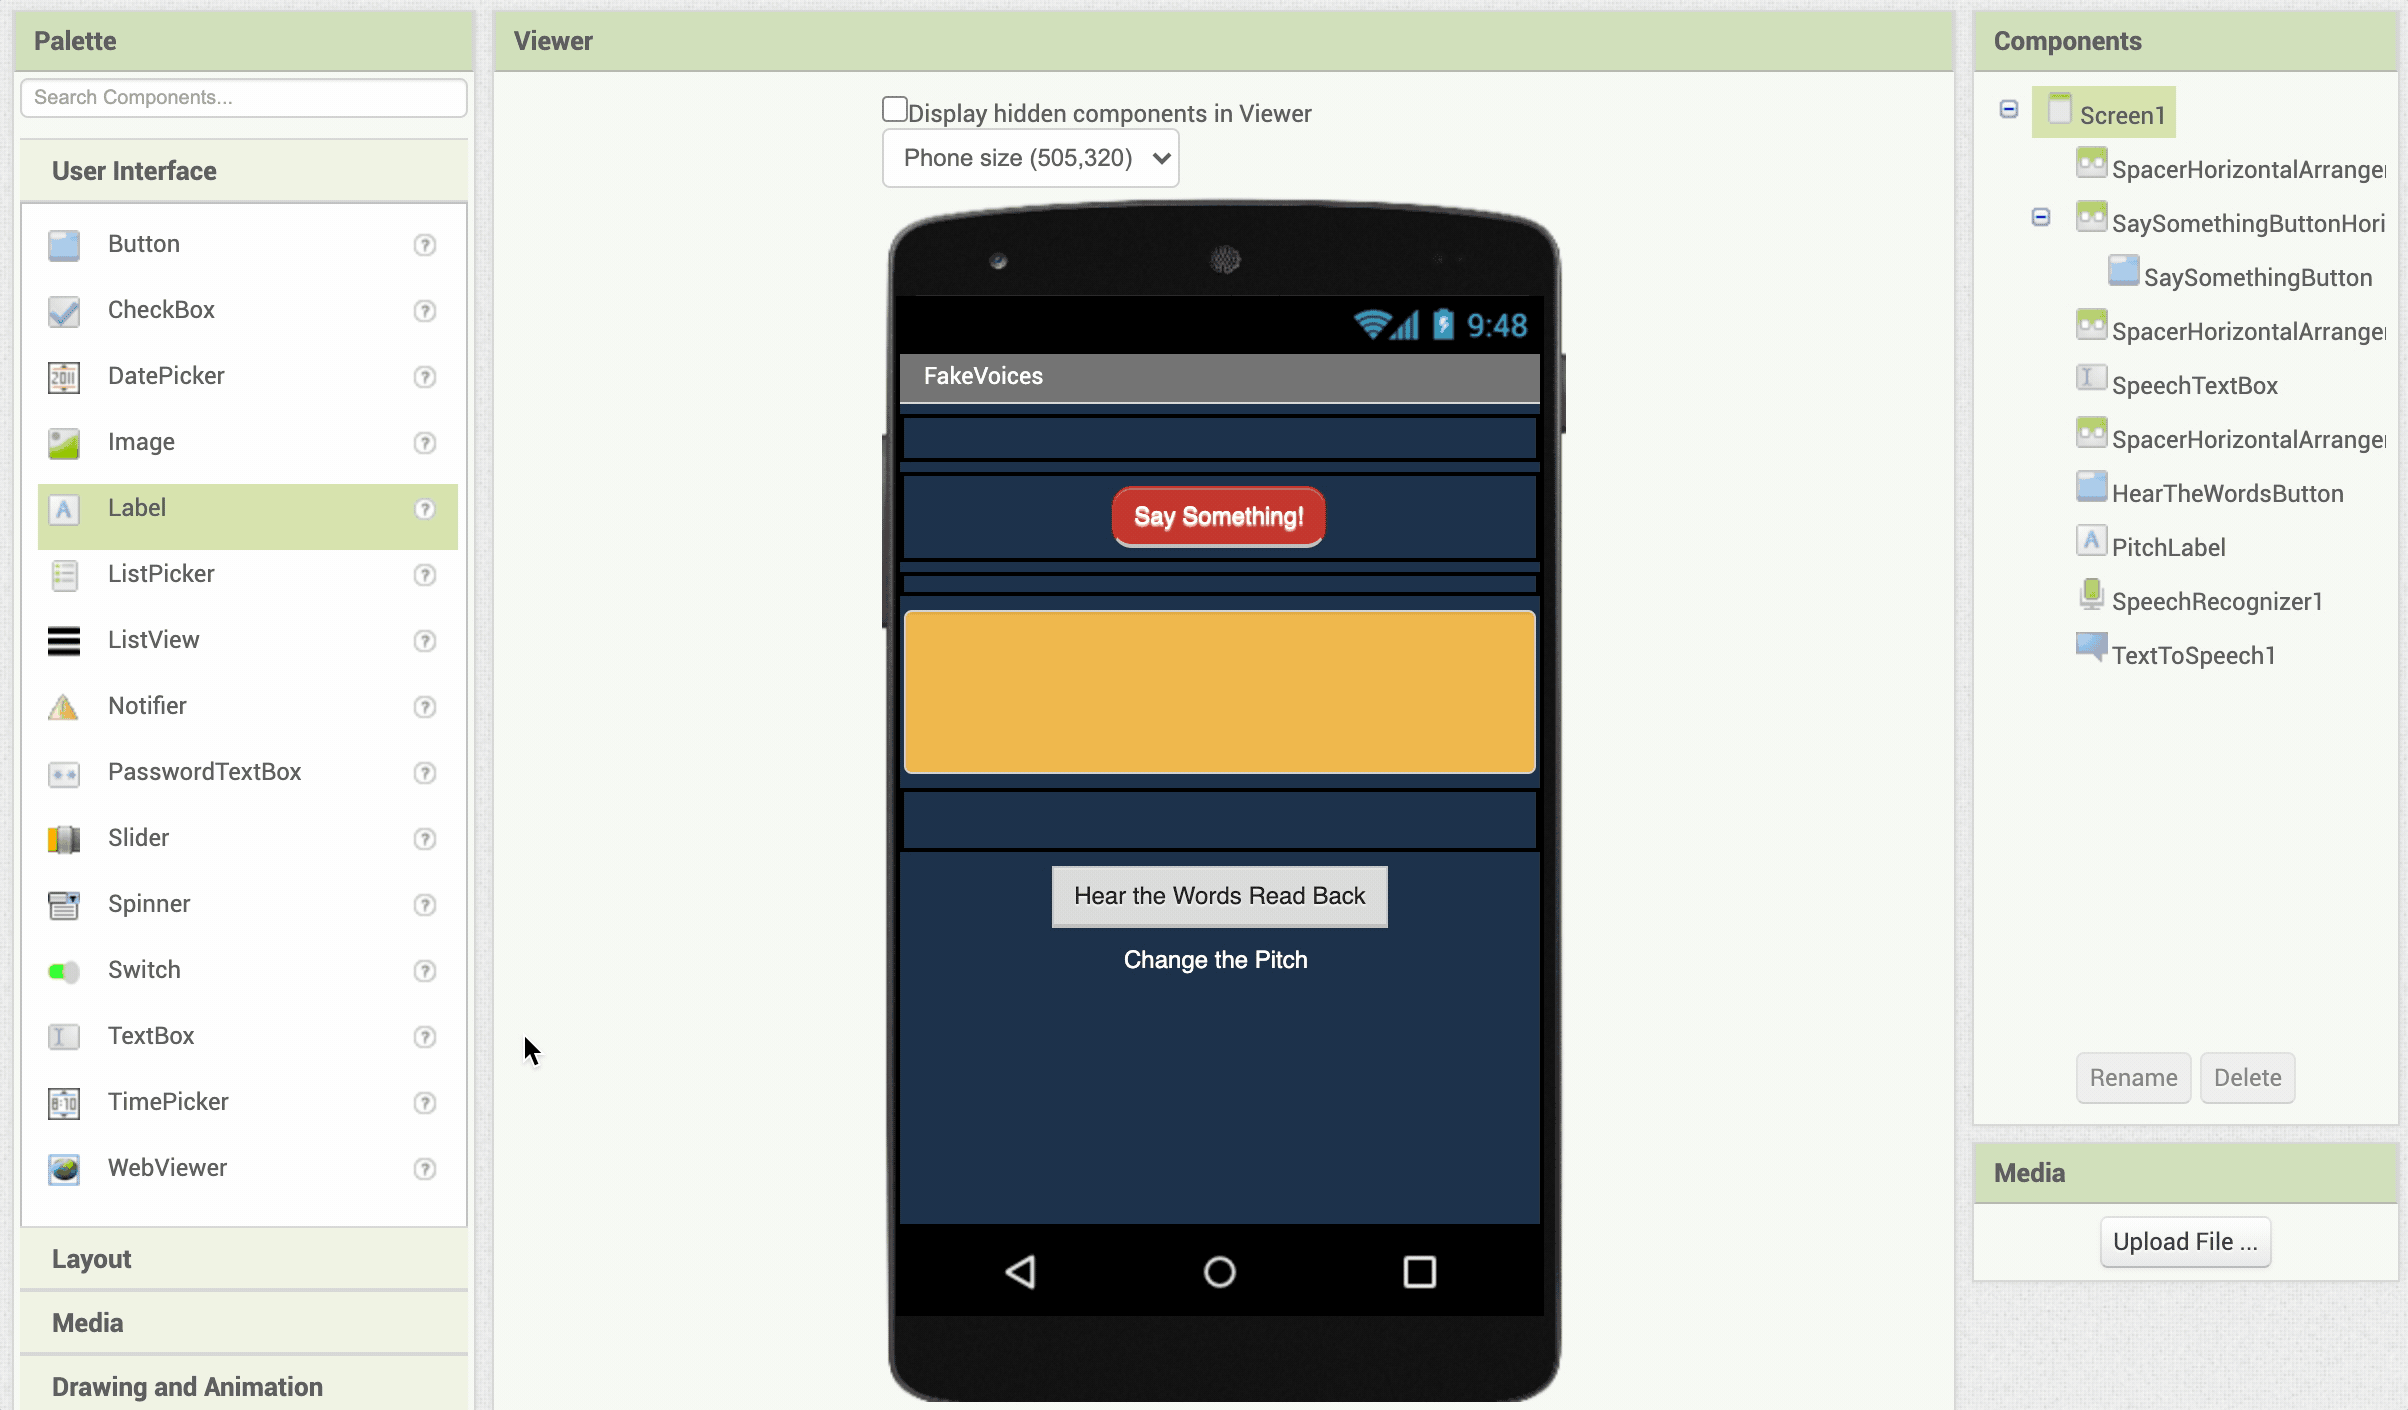 Palette
Search Components...
User Interface
Button
CheckBox
DatePicker
Image
Label
ListPicker
ListView
Notifier
PasswordTextBox
Slider
Spinner
Switch
TextBox
TimePicker
WebViewer
Layout
Media
Drawing and Animation
Viewer
Display hidden components in Viewer
Phone size (505,320)
9:48
FakeVoices
Say Something!
Hear the Words Read Back
Change the Pitch
Components
Screen1
SpacerHorizontalArranger
SaySomethingButtonHori
SaySomethingButton
SpacerHorizontalArranger
SpeechTextBox
SpacerHorizontalArranger
HearTheWordsButton
PitchLabel
SpeechRecognizer1
TextToSpeech1
Rename
Delete
Media
Upload File ...